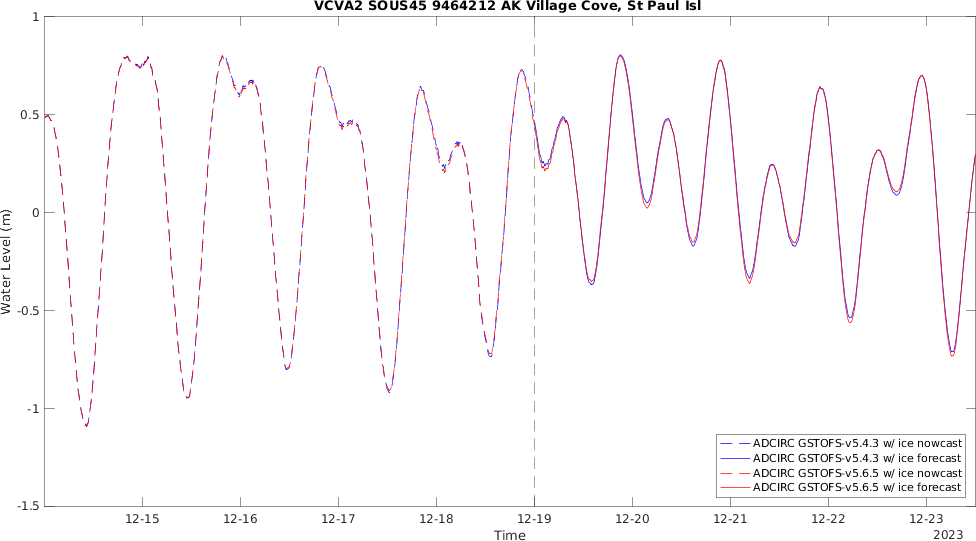 VCVA2 SOUS45 9464212 AK Village Cove, St Paul Isl
1
0.5
0
-0.5
-1
-1.5
Water Level (m)
12-15 12-16 12-17 12-18 12-19 12-20 12-21 12-22 12-23
Time
2023
ADCIRC GSTOFS-v5.4.3 w/ ice nowcast
ADCIRC GSTOFS-v5.4.3 w/ ice forecast
ADCIRC GSTOFS-v5.6.5 w/ ice nowcast
ADCIRC GSTOFS-v5.6.5 w/ ice forecast